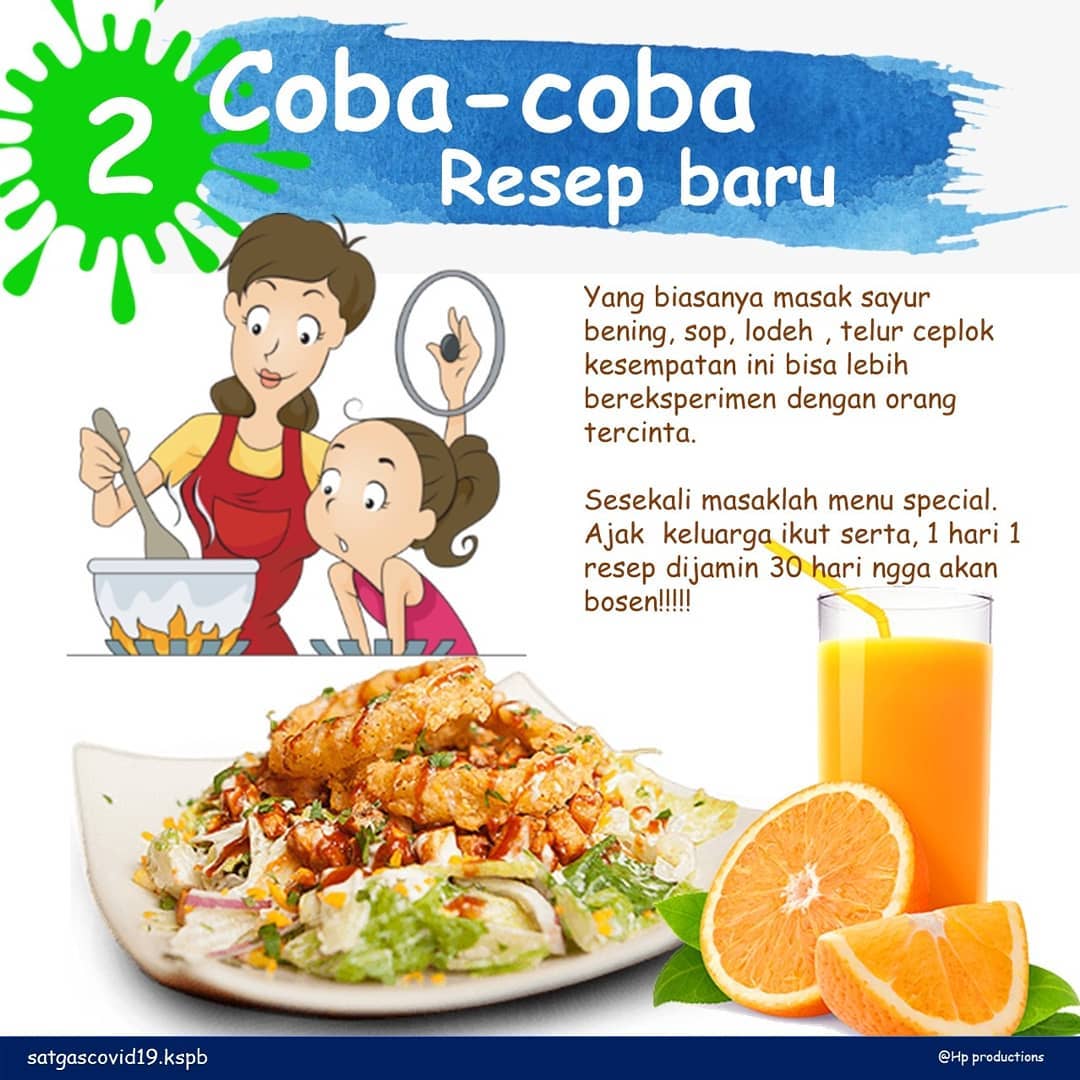 2
Coba-coba
Resep baru
Yang biasanya masak sayur
bening, sop, lodeh , telur ceplok
kesempatan ini bisa lebih
bereksperimen dengan orang
tercinta.
Sesekali masaklah menu special.
Ajak keluarga ikut serta, 1 hari 1
resep dijamin 30 hari ngga akan
bosen!!!!!
satgascovid19.kspb
@Hp productions